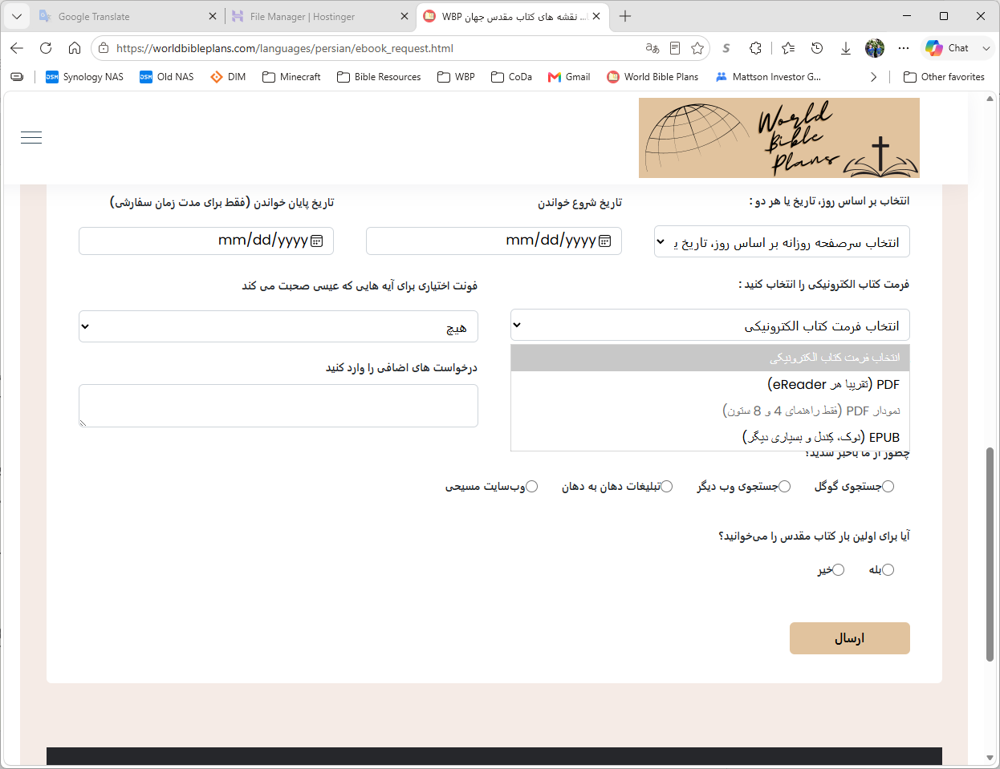 Google Translate
File Manager | Hostinger
WBP نقشه های کتاب مقدس جهان ...
https://worldbibleplans.com/languages/persian/ebook_request.html
Chat
Synology NAS
Old NAS
DIM
Minecraft
Bible Resources
WBP
CoDa
Gmail
World Bible Plans
Mattson Investor G...
Other favorites
World
Bible
Plans
انتخاب بر اساس روز، تاریخ یا هر دو :
تاریخ شروع خواندن
تاریخ پایان خواندن (فقط برای مدت زمان سفارشی)
انتخاب سرصفحه روزانه بر اساس روز، تاریخ ی
mm/dd/yyyy
mm/dd/yyyy
فرمت کتاب الکترونیکی را انتخاب کنید :
فونت اختیاری برای آیه هایی که عیسی صحبت می کند
انتخاب فرمت کتاب الکترونیکی
هیچ
انتخاب فرمت کتاب الکترونیکی
PDF (تقریبا هر eReader)
نمودار PDF (فقط راهنمای 4 و 8 ستون)
EPUB (نوک، کیندل و بسیاری دیگر)
درخواست های اضافی را وارد کنید
چطور از ما باخبر شدید؟
جستجوی گوگل
جستجوی وب دیگر
تبلیغات دهان به دهان
وب‌سایت مسیحی
آیا برای اولین بار کتاب مقدس را می‌خوانید؟
بله
خیر
ارسال